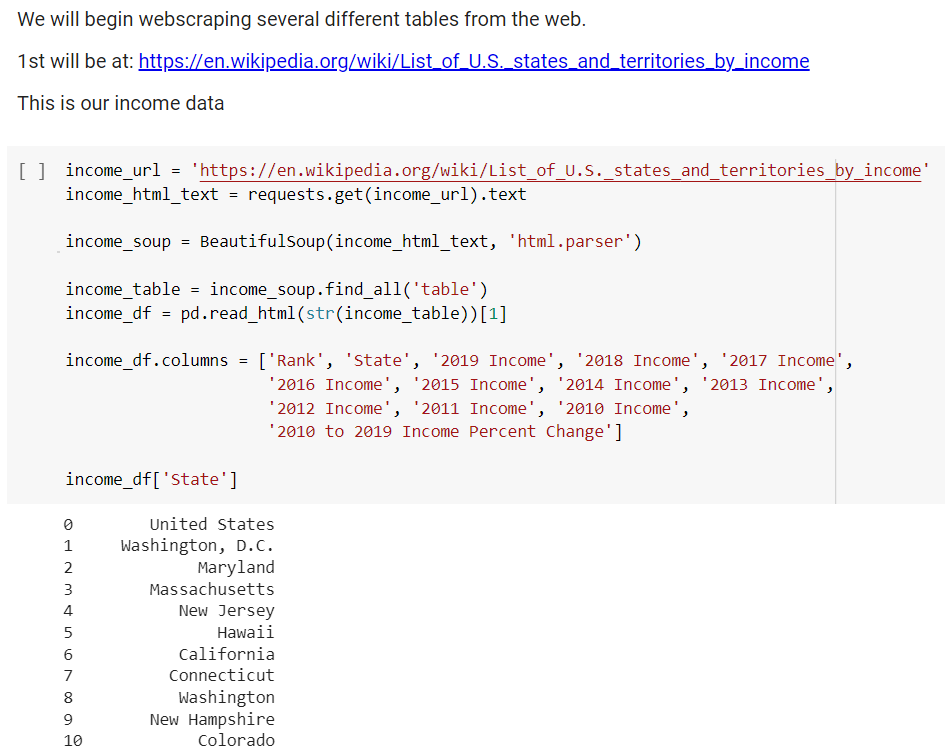 We will begin webscraping several different tables from the web.
1st will be at: https://en.wikipedia.org/wiki/List_of_U.S._states_and_territories_by_income
This is our income data
[ ] income_url = 'https://en.wikipedia.org/wiki/List_of_U.S._states_and_territories_by_income'
income_html_text = requests.get(income_url).text
income_soup = BeautifulSoup(income_html_text, 'html.parser')
income_table = income_soup.find_all('table')
income_df = pd.read_html(str(income_table))[1]
income_df.columns = ['Rank', 'State', '2019 Income', '2018 Income', '2017 Income',
'2016 Income', '2015 Income', '2014 Income', '2013 Income',
'2012 Income', '2011 Income', '2010 Income',
'2010 to 2019 Income Percent Change']
income_df['State']
0 United States
1 Washington, D.C.
2 Maryland
3 Massachusetts
4 New Jersey
5 Hawaii
6 California
7 Connecticut
8 Washington
9 New Hampshire
10 Colorado